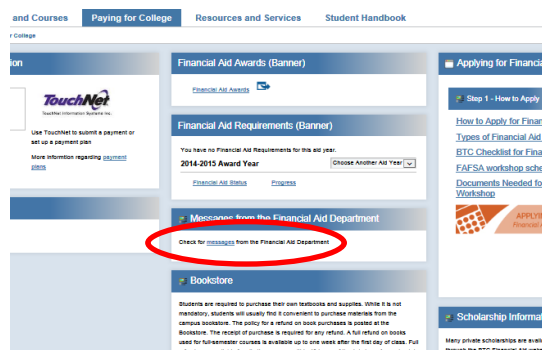 and Courses
Paying for College
Resources and Services
Student Handbook
r College
ion
TouchNet
TouchNet Information Systems Inc.
Use TouchNet to submit a payment or
set up a payment plan
More infomtion regarding payment
plans
Financial Aid Awards (Banner)
Financial Aid Awards
Financial Aid Requirements (Banner)
You have no Financial Aid Requirements for this aid year.
2014-2015 Award Year
Choose Another Aid Year
Financial Aid Status
Progress
Messages from the Financial Aid Department
Check for messages from the Financial Aid Department
Bookstore
Students are required to purchase their own textbooks and supplies. While it is not
mandatory, students will usually find it convenient to purchase materials from the
campus bookstore. The policy for a refund on book purchases is posted at the
Bookstore. The receipt of purchase is required for any refund. A full refund on books
used for full-semester courses is available up to one week after the first day of class. Full
Applying for Financia
Step 1 - How to Apply
How to Apply for Finan
Types of Financial Aid
BTC Checklist for Fina
FAFSA workshop sche
Documents Needed fo
Workshop
APPLYIN
Financial
Scholarship Informa
Many private scholarships are avail